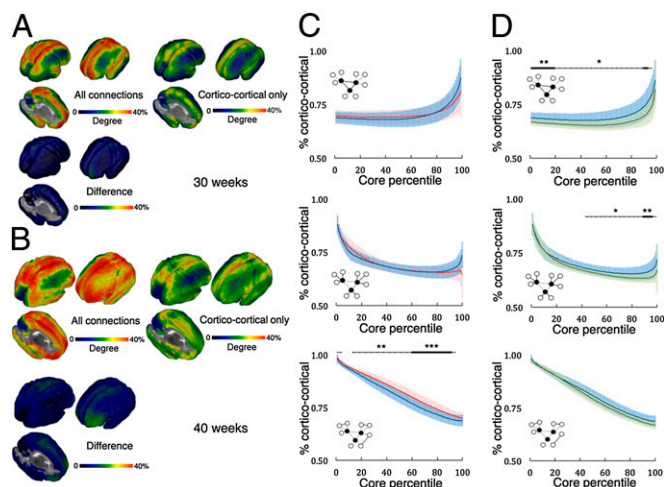 A
All connections
Cortico-cortical only
0 40%
0 40%
Degree
Degree
Difference
0 40%
30 weeks
B
All connections
Cortico-cortical only
0 40%
0 40%
Degree
Degree
Difference
0 40%
40 weeks
C
% cortico-cortical
1.00
0.75
0.50
0 20 40 60 80 100
Core percentile
% cortico-cortical
1.00
0.75
0.50
0 20 40 60 80 100
Core percentile
** ***
% cortico-cortical
1.00
0.75
0.50
0 20 40 60 80 100
Core percentile
D
** *
% cortico-cortical
1.00
0.75
0.50
0 20 40 60 80 100
Core percentile
* **
% cortico-cortical
1.00
0.75
0.50
0 20 40 60 80 100
Core percentile
% cortico-cortical
1.00
0.75
0.50
0 20 40 60 80 100
Core percentile